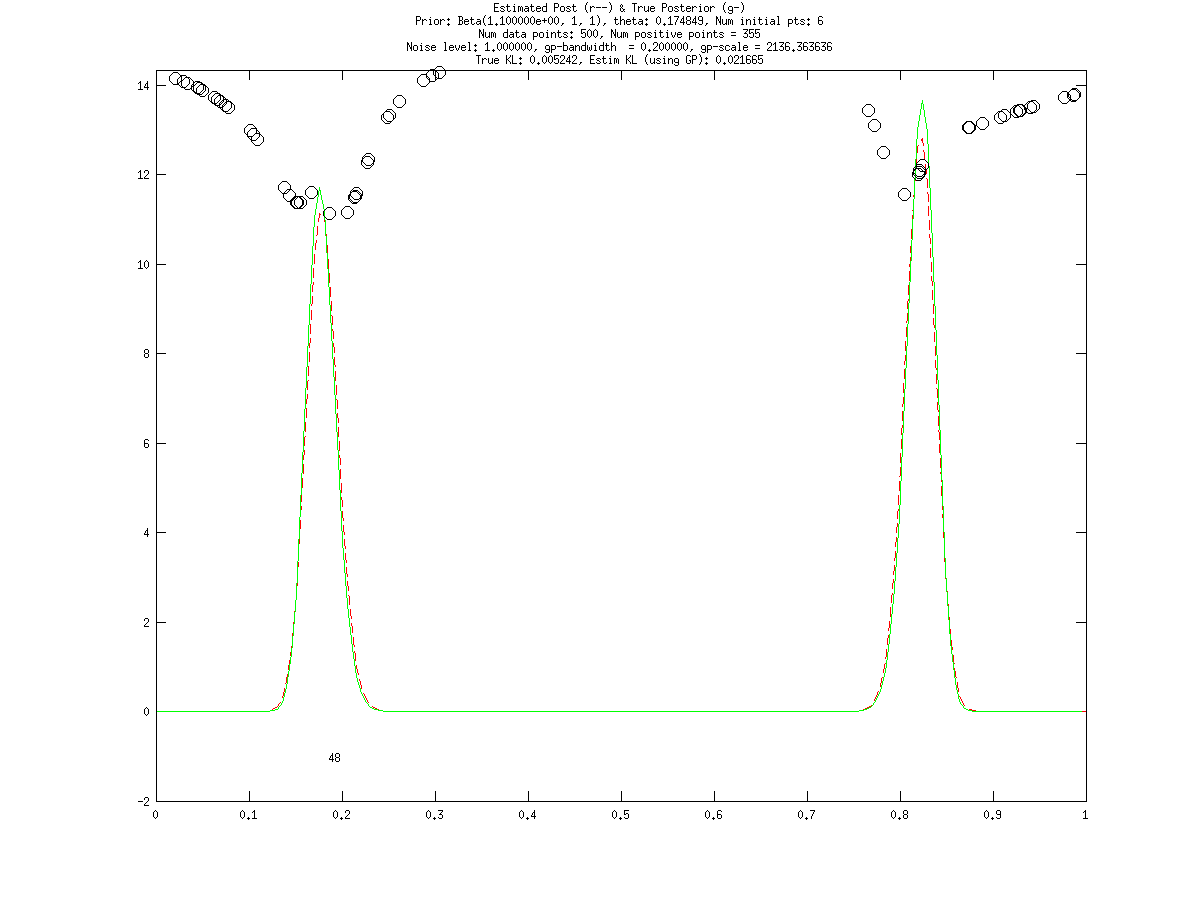 Estimated Post (r--) & True Posterior (g-)
Prior: Beta(1.100000e+00, 1, 1), theta: 0.174849, Num initial pts: 6
Num data points: 500, Num positive points = 355
Noise level: 1.000000, gp-bandwidth  = 0.200000, gp-scale = 2136.363636
True KL: 0.005242, Estim KL (using GP): 0.021665
14
12
10
8
6
4
2
0
48
-2
0 0.1 0.2 0.3 0.4 0.5 0.6 0.7 0.8 0.9 1